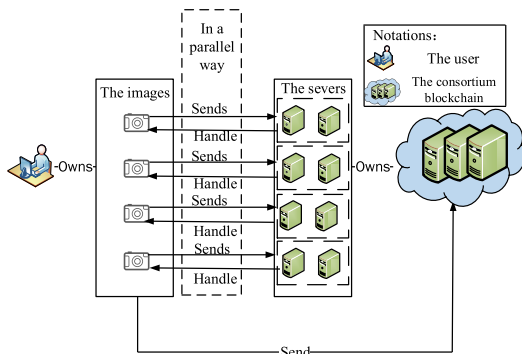 In a
parallel
way
Notations：
The user
The consortium
blockchain
The images
The severs
Sends
Handle
Sends
Handle
Sends
Handle
Sends
Handle
-Owns-
-Owns-
Send